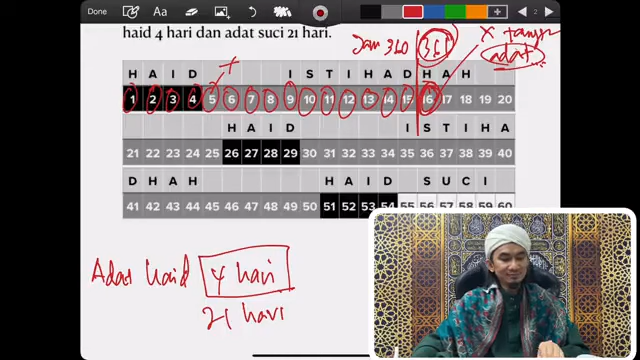 Done
2
haid 4 hari dan adat suci 21 hari.
Jam 360
361
X tanya
adat
X
H A I D I S T I H A D H A H
1 2 3 4 5 6 7 8 9 10 11 12 13 14 15 16 17 18 19 20
H A I D I S T I H A
21 22 23 24 25 26 27 28 29 30 31 32 33 34 35 36 37 38 39 40
D H A H H A I D S U C I
41 42 43 44 45 46 47 48 49 50 51 52 53 54 55 56 57 58 59 60
Adat haid 4 hari
21 hari